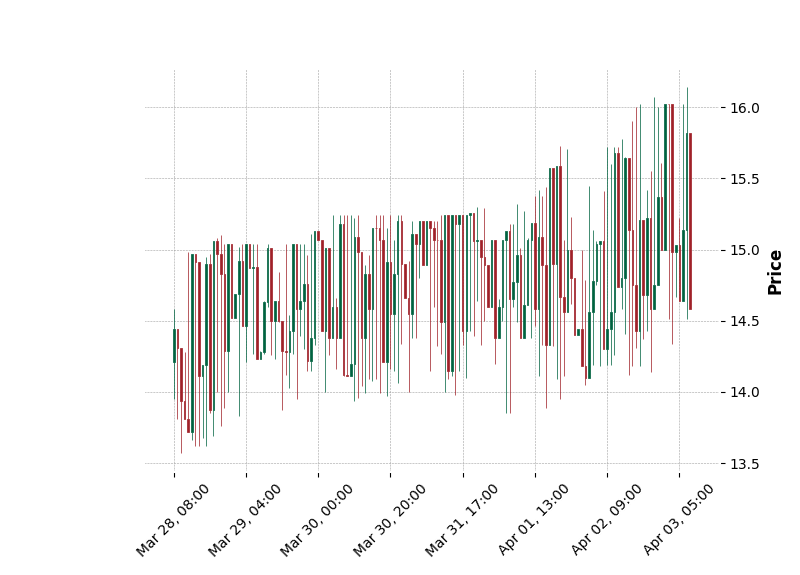 16.0
15.5
15.0
14.5
14.0
13.5
Price
Mar 28, 08:00
Mar 29, 04:00
Mar 30, 00:00
Mar 30, 20:00
Mar 31, 17:00
Apr 01, 13:00
Apr 02, 09:00
Apr 03, 05:00